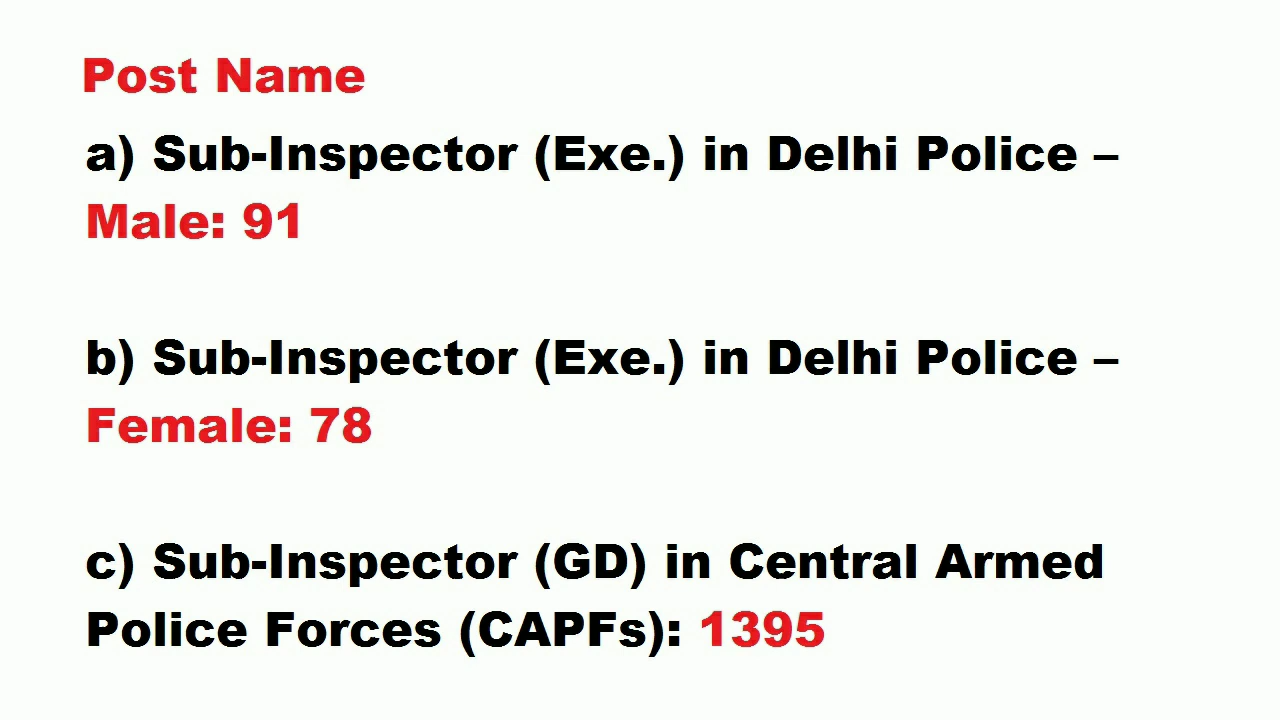 Post Name
a) Sub-Inspector (Exe.) in Delhi Police –
Male: 91
b) Sub-Inspector (Exe.) in Delhi Police –
Female: 78
c) Sub-Inspector (GD) in Central Armed
Police Forces (CAPFs): 1395